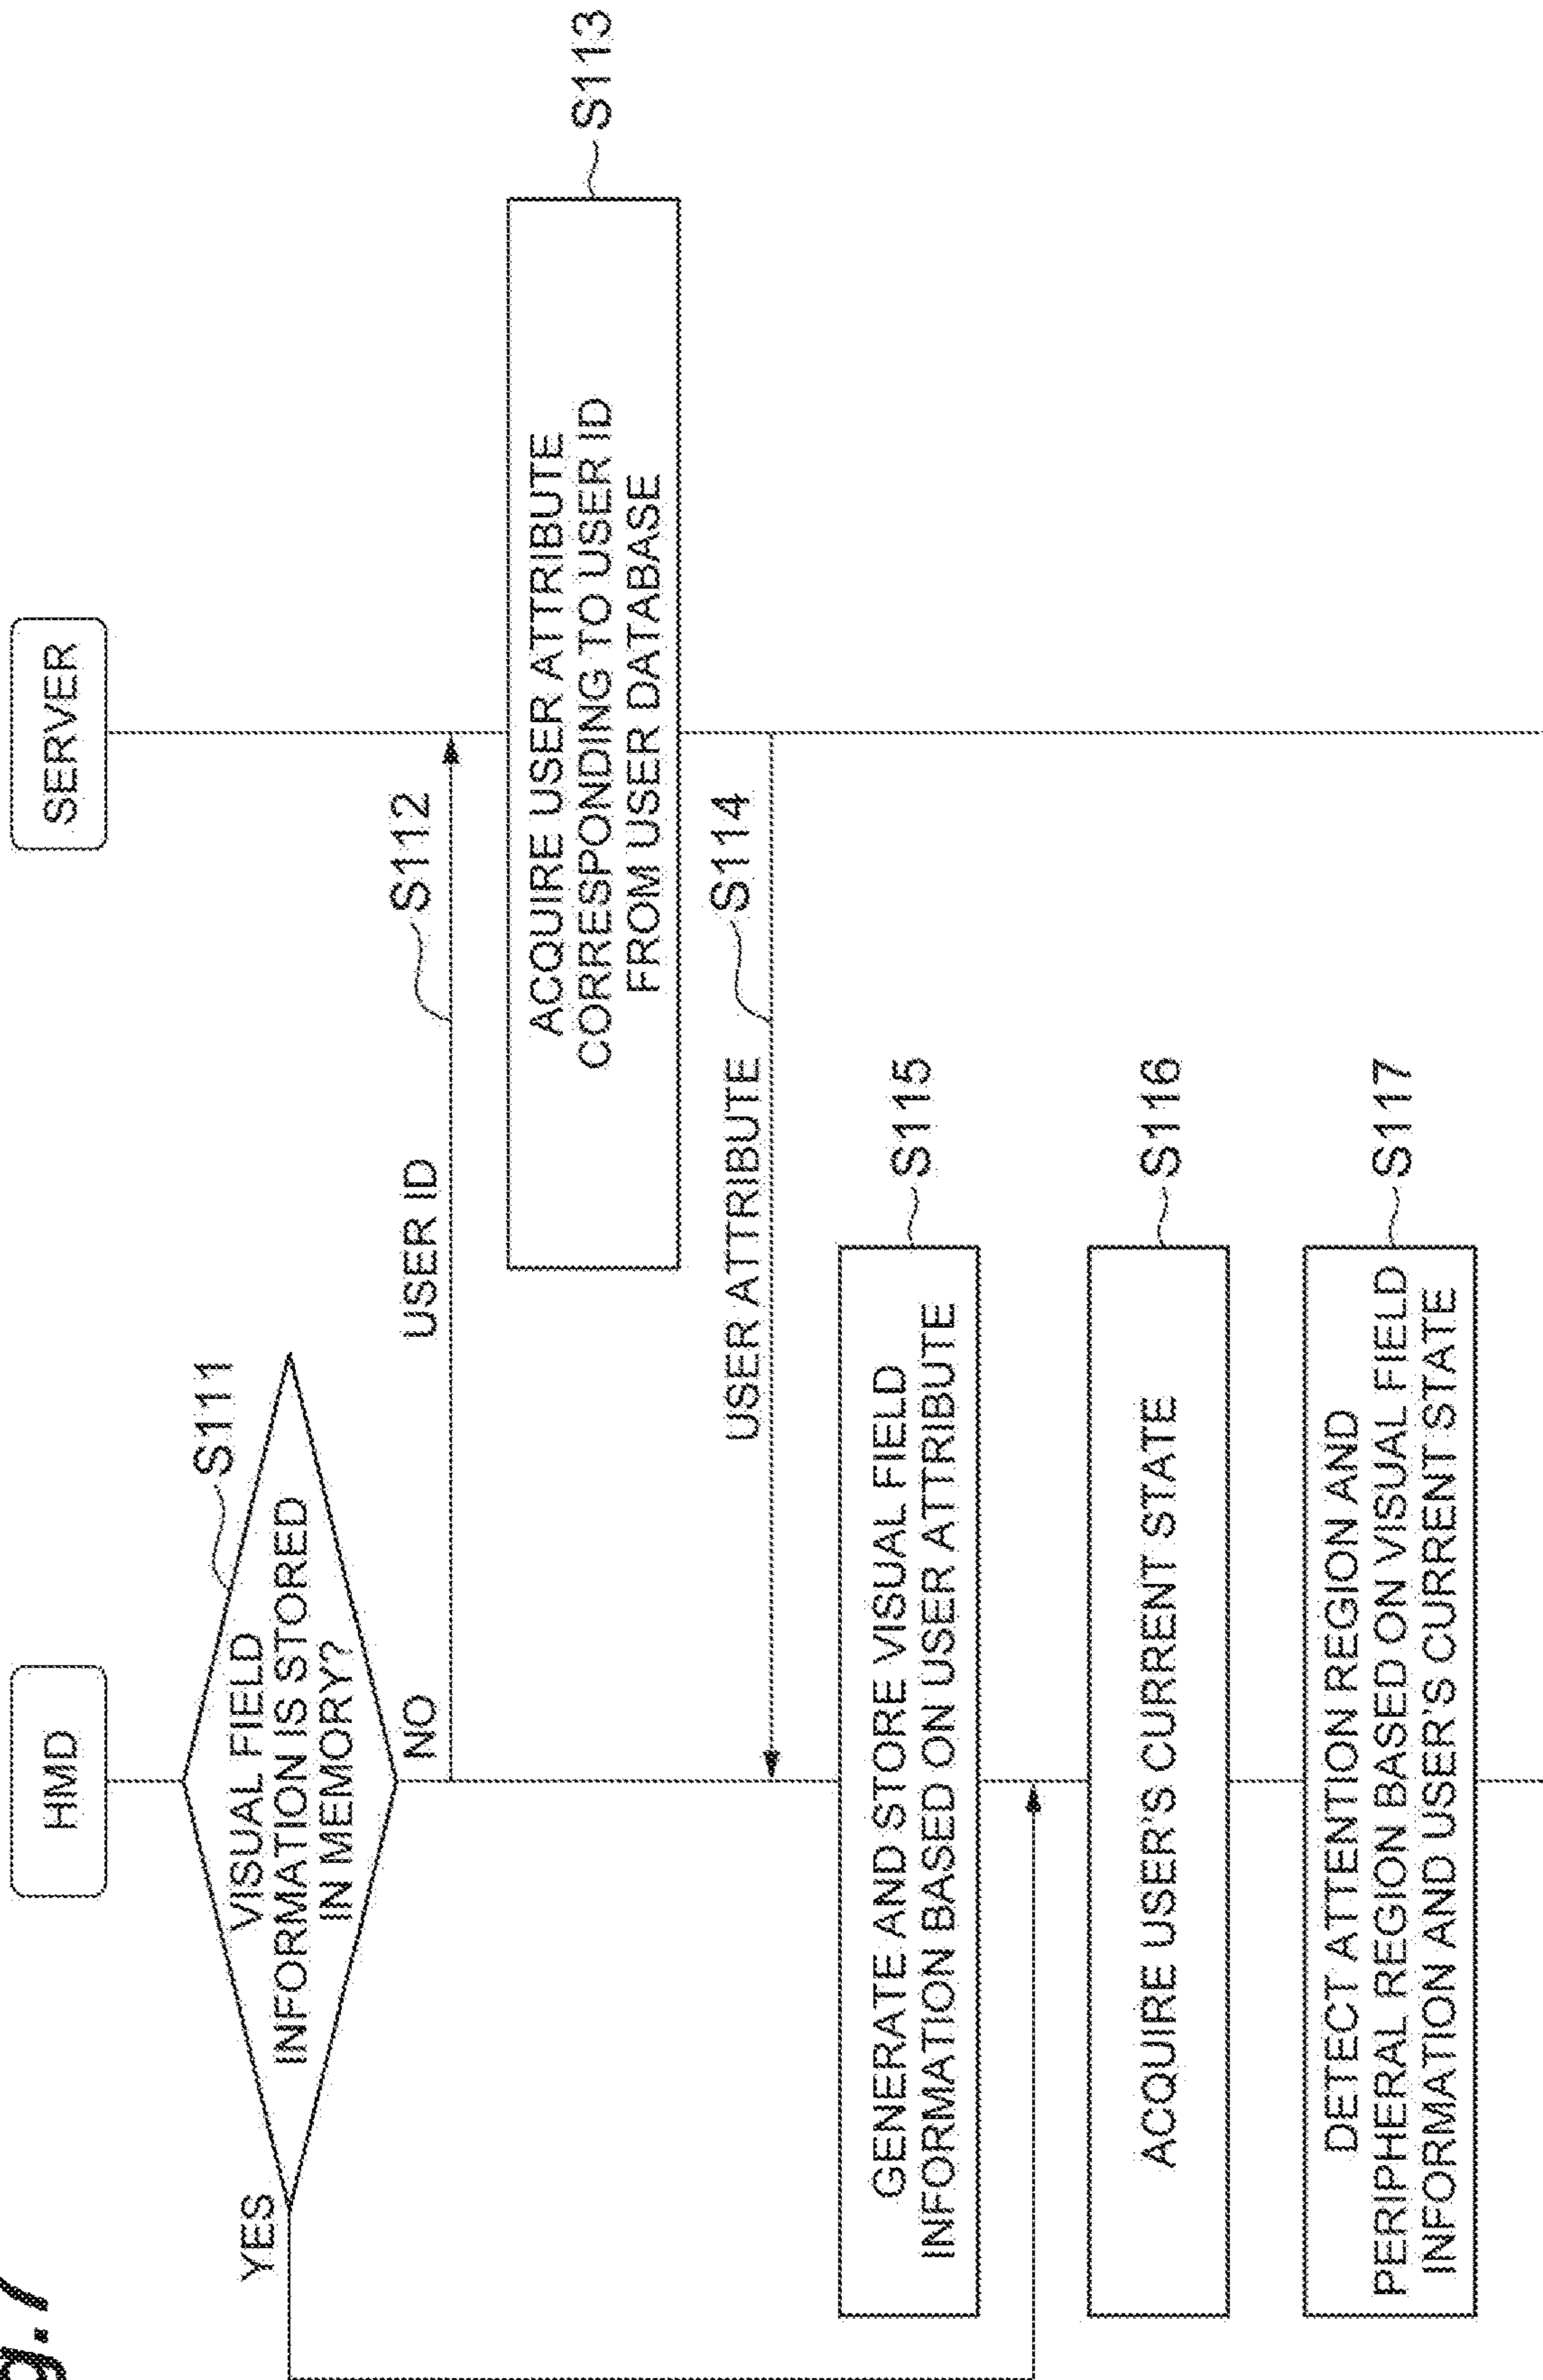 g.7
HMD
SERVER
S111
VISUAL FIELD
INFORMATION IS STORED
IN MEMORY?
YES
NO
USER ID
S112
ACQUIRE USER ATTRIBUTE
CORRESPONDING TO USER ID
FROM USER DATABASE
S113
USER ATTRIBUTE
S114
GENERATE AND STORE VISUAL FIELD
INFORMATION BASED ON USER ATTRIBUTE
S115
ACQUIRE USER'S CURRENT STATE
S116
DETECT ATTENTION REGION AND
PERIPHERAL REGION BASED ON VISUAL FIELD
INFORMATION AND USER'S CURRENT STATE
S117